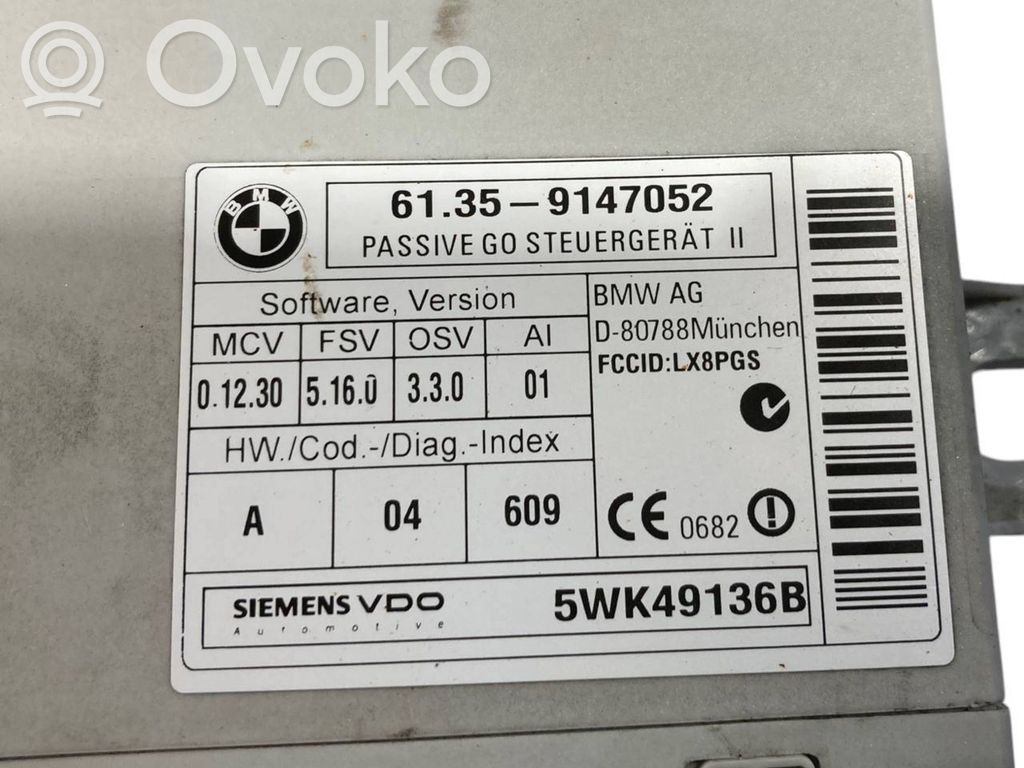 Ovoko
BMW
61.35-9147052
PASSIVE GO STEUERGERÄT II
Software, Version
MCV FSV OSV AI
0.12.30 5.16.0 3.3.0 01
HW./Cod.-/Diag.-Index
A 04 609
BMW AG
D-80788München
FCCID:LX8PGS
CE 0682
SIEMENS VDO
Automotive
5WK49136B